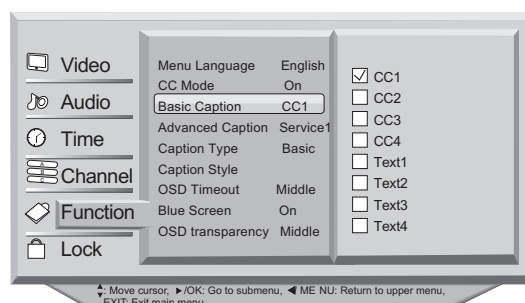 Video
Audio
Time
Channel
Function
Lock
Menu Language English
CC Mode On
Basic Caption CC1
Advanced Caption Service1
Caption Type Basic
Caption Style
OSD Timeout Middle
Blue Screen On
OSD transparency Middle
CC1
CC2
CC3
CC4
Text1
Text2
Text3
Text4
: Move cursor, ►/OK: Go to submenu, ◄ ME NU: Return to upper menu,
EXIT: Exit main menu